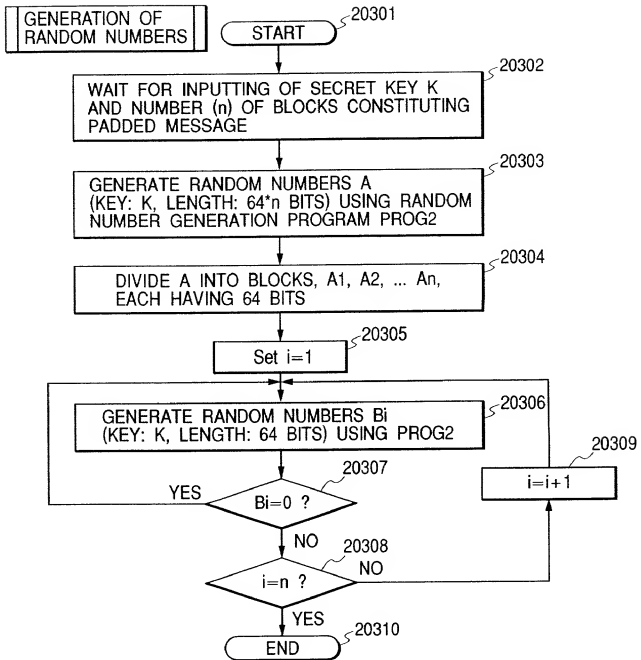 GENERATION OF
RANDOM NUMBERS
20301
START
20302
WAIT FOR INPUTTING OF SECRET KEY K
AND NUMBER (n) OF BLOCKS CONSTITUTING
PADDED MESSAGE
20303
GENERATE RANDOM NUMBERS A
(KEY: K, LENGTH: 64*n BITS) USING RANDOM
NUMBER GENERATION PROGRAM PROG2
20304
DIVIDE A INTO BLOCKS, A1, A2, ... An,
EACH HAVING 64 BITS
20305
Set i=1
20306
GENERATE RANDOM NUMBERS Bi
(KEY: K, LENGTH: 64 BITS) USING PROG2
20309
i=i+1
20307
YES
Bi=0 ?
NO
20308
i=n ?
NO
YES
20310
END